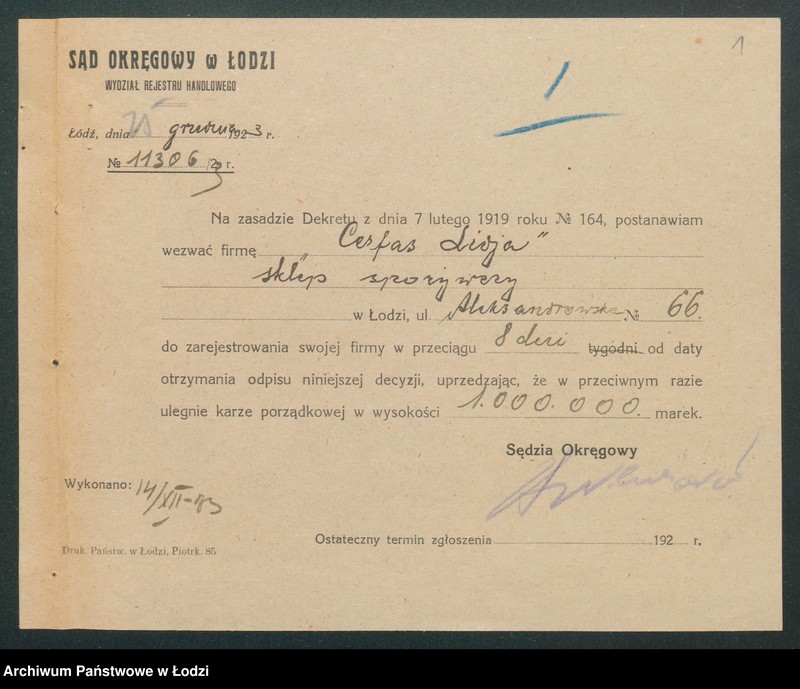 1
SĄD OKRĘGOWY w ŁODZI
WYDZIAŁ REJESTRU HANDLOWEGO
1
Łódź, dnia grudnia 1923 r.
№ 11306/23 r.
Na zasadzie Dekretu z dnia 7 lutego 1919 roku № 164, postanawiam
wezwać firmę „Cerfas Lidja”
sklep spożywczy
w Łodzi, ul. Aleksandrowska № 66.
do zarejestrowania swojej firmy w przeciągu 8 dni tygodni od daty
otrzymania odpisu niniejszej decyzji, uprzedzając, że w przeciwnym razie
ulegnie karze porządkowej w wysokości 1.000.000. marek.
Sędzia Okręgowy
Wykonano: 14/XII-23
Ostateczny termin zgłoszenia 192 r.
Druk. Państw. w Łodzi, Piotrk. 85
Archiwum Państwowe w Łodzi